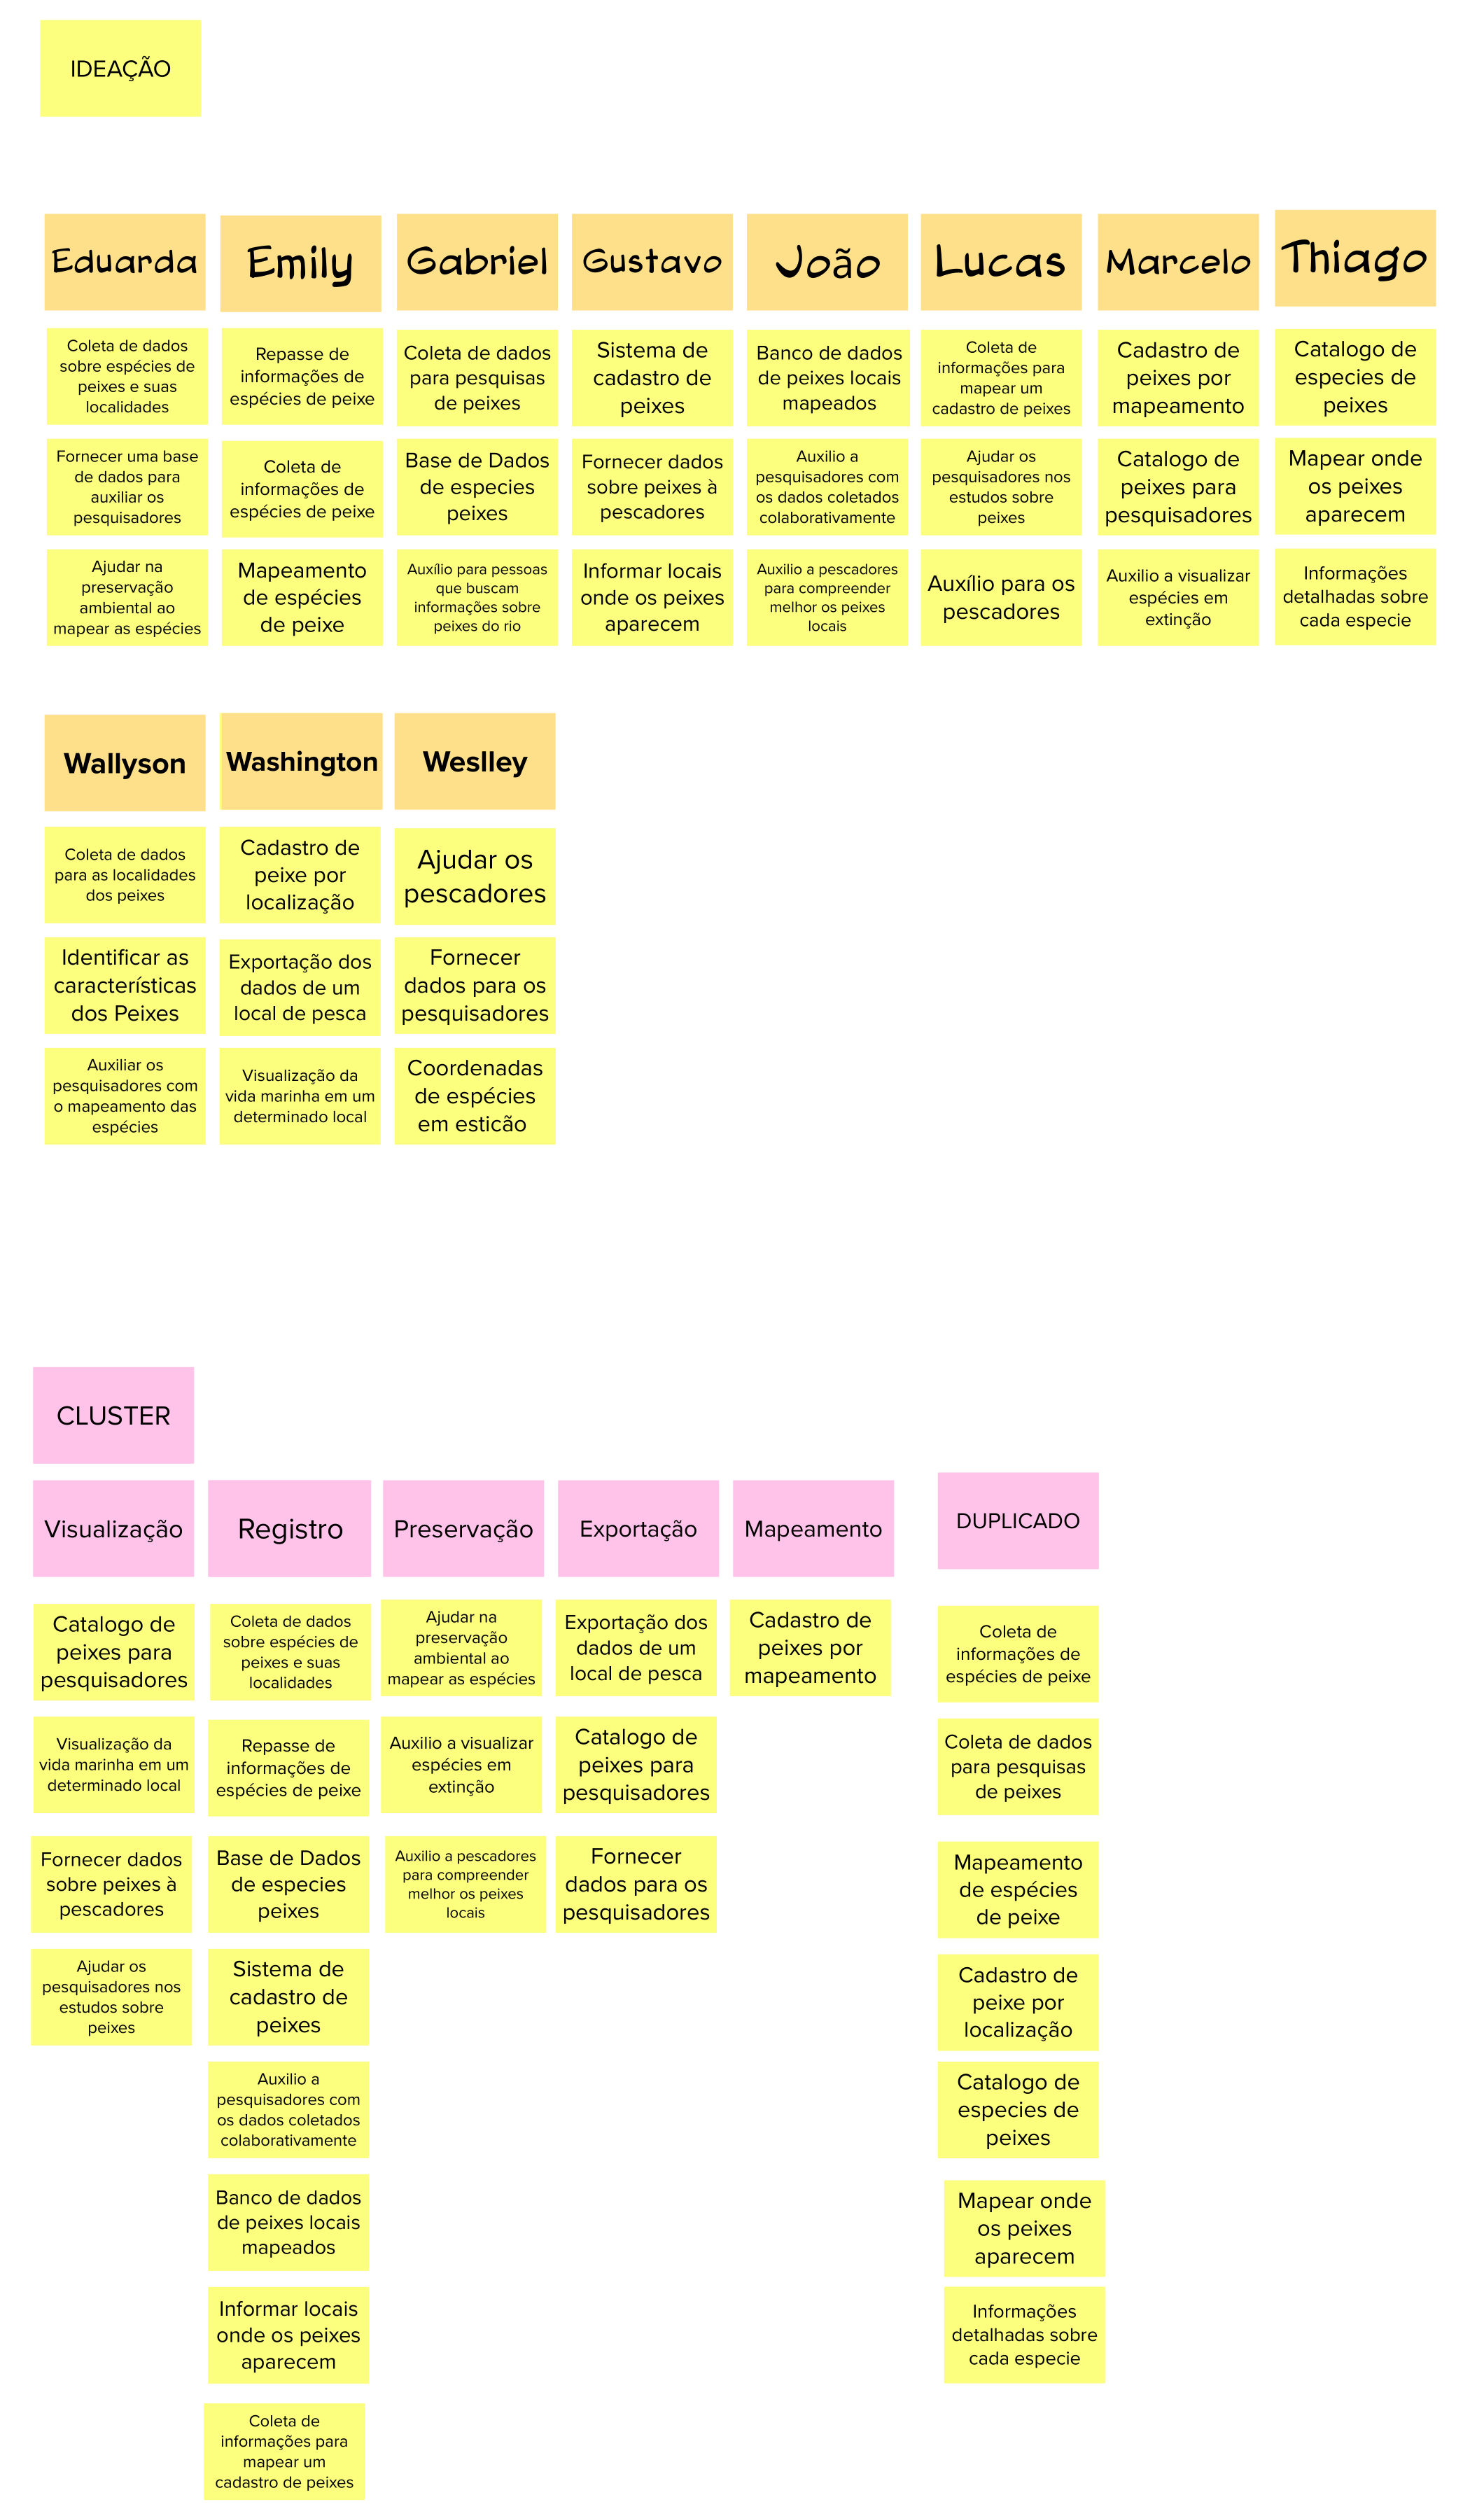 IDEAÇÃO
Eduarda
Emily
Gabriel
Gustavo
João
Lucas
Marcelo
Thiago
Coleta de dados
sobre espécies de
peixes e suas
localidades
Repasse de
informações de
espécies de peixe
Coleta de dados
para pesquisas
de peixes
Sistema de
cadastro de
peixes
Banco de dados
de peixes locais
mapeados
Coleta de
informações para
mapear um
cadastro de peixes
Cadastro de
peixes por
mapeamento
Catalogo de
especies de
peixes
Fornecer uma base
de dados para
auxiliar os
pesquisadores
Coleta de
informações de
espécies de peixe
Base de Dados
de especies
peixes
Fornecer dados
sobre peixes à
pescadores
Auxilio a
pesquisadores com
os dados coletados
colaborativamente
Ajudar os
pesquisadores nos
estudos sobre
peixes
Catalogo de
peixes para
pesquisadores
Mapear onde
os peixes
aparecem
Ajudar na
preservação
ambiental ao
mapear as espécies
Mapeamento
de espécies
de peixe
Auxílio para pessoas
que buscam
informações sobre
peixes do rio
Informar locais
onde os peixes
aparecem
Auxilio a pescadores
para compreender
melhor os peixes
locais
Auxílio para os
pescadores
Auxilio a visualizar
espécies em
extinção
Informações
detalhadas sobre
cada especie
Wallyson
Washington
Weslley
Coleta de dados
para as localidades
dos peixes
Cadastro de
peixe por
localização
Ajudar os
pescadores
Identificar as
características
dos Peixes
Exportação dos
dados de um
local de pesca
Fornecer
dados para os
pesquisadores
Auxiliar os
pesquisadores com
o mapeamento das
espécies
Visualização da
vida marinha em um
determinado local
Coordenadas
de espécies
em esticão
CLUSTER
Visualização
Registro
Preservação
Exportação
Mapeamento
DUPLICADO
Catalogo de
peixes para
pesquisadores
Coleta de dados
sobre espécies de
peixes e suas
localidades
Ajudar na
preservação
ambiental ao
mapear as espécies
Exportação dos
dados de um
local de pesca
Cadastro de
peixes por
mapeamento
Coleta de
informações de
espécies de peixe
Visualização da
vida marinha em um
determinado local
Repasse de
informações de
espécies de peixe
Auxilio a visualizar
espécies em
extinção
Catalogo de
peixes para
pesquisadores
Coleta de dados
para pesquisas
de peixes
Fornecer dados
sobre peixes à
pescadores
Base de Dados
de especies
peixes
Auxilio a pescadores
para compreender
melhor os peixes
locais
Fornecer
dados para os
pesquisadores
Mapeamento
de espécies
de peixe
Ajudar os
pesquisadores nos
estudos sobre
peixes
Sistema de
cadastro de
peixes
Cadastro de
peixe por
localização
Auxilio a
pesquisadores com
os dados coletados
colaborativamente
Catalogo de
especies de
peixes
Banco de dados
de peixes locais
mapeados
Mapear onde
os peixes
aparecem
Informar locais
onde os peixes
aparecem
Informações
detalhadas sobre
cada especie
Coleta de
informações para
mapear um
cadastro de peixes